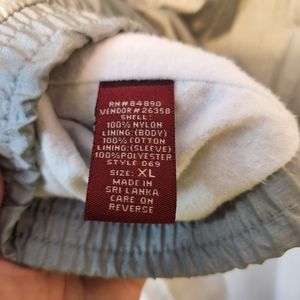 RN#84890
VENDOR#26358
SHELL:
100%NYLON
LINING:(BODY)
100%COTTON
LINING:(SLEEVE)
100%POLYESTER
STYLE 069
SIZE: XL
MADE IN
SRI LANKA
CARE ON
REVERSE